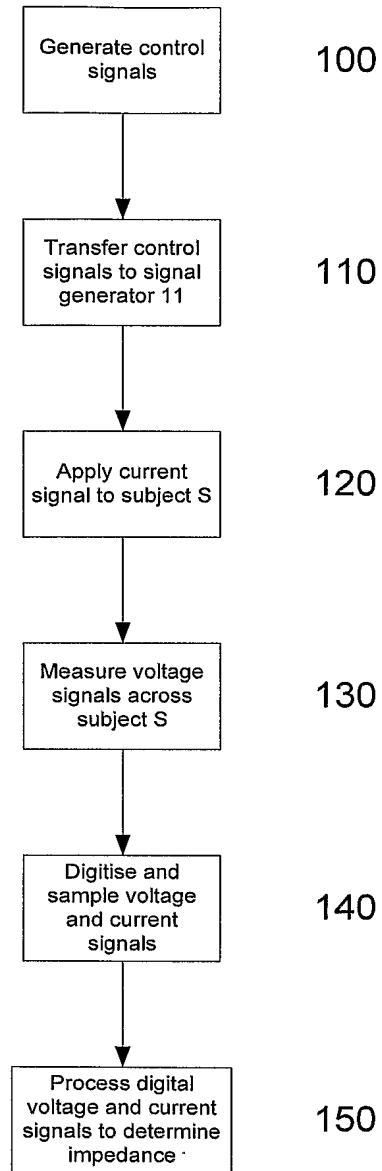 Generate control
signals
100
Transfer control
signals to signal
generator 11
110
Apply current
signal to subject S
120
Measure voltage
signals across
subject S
130
Digitise and
sample voltage
and current
signals
140
Process digital
voltage and current
signals to determine
impedance
150